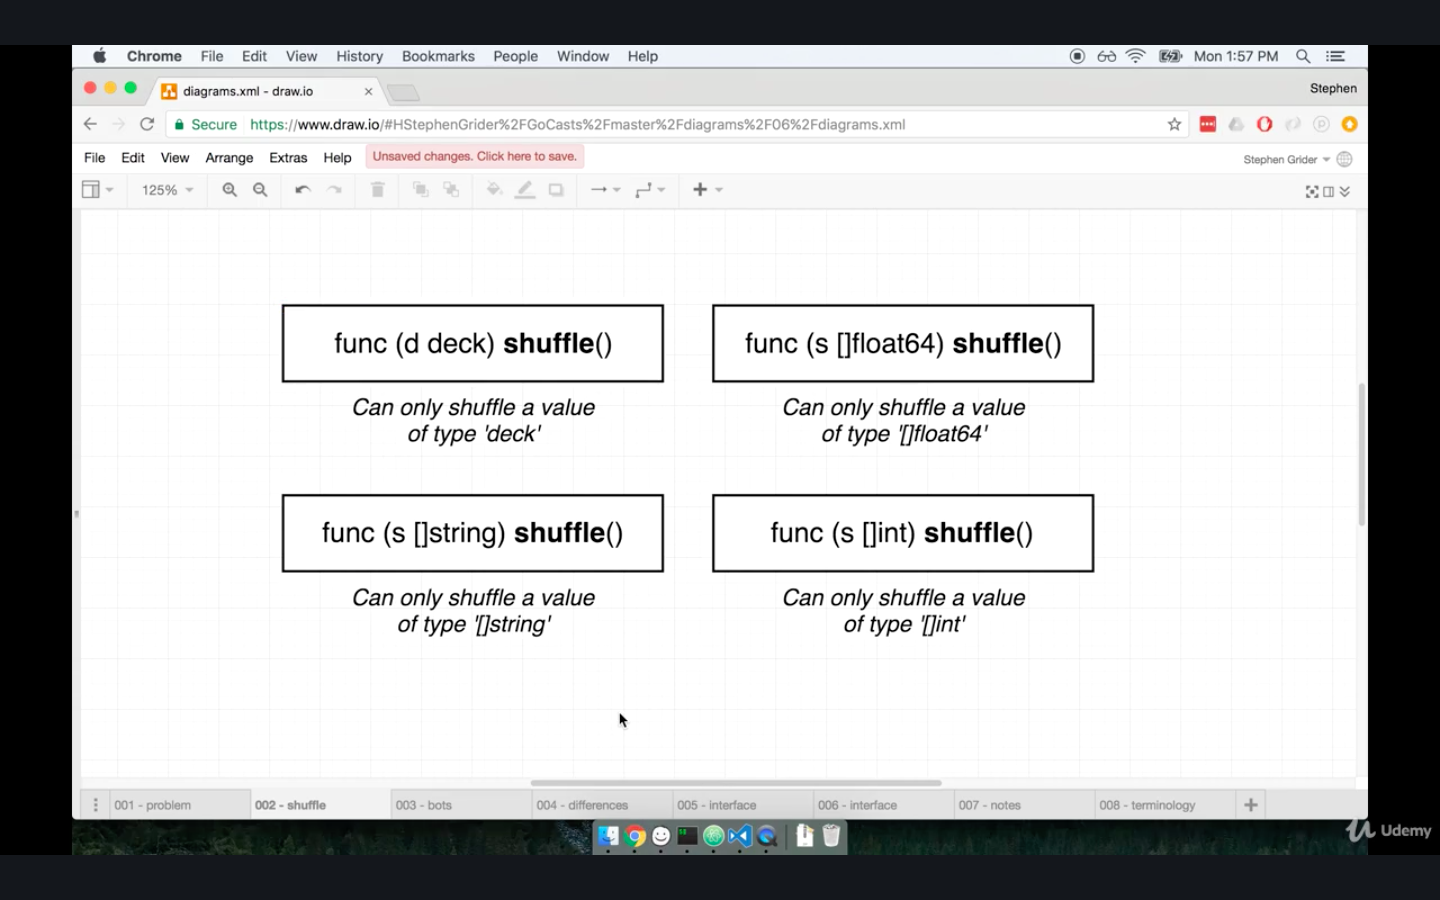 Chrome File Edit View History Bookmarks People Window Help Mon 1:57 PM
diagrams.xml - draw.io Stephen
Secure https://www.draw.io/#HStephenGrider%2FGoCasts%2Fmaster%2Fdiagrams%2F06%2Fdiagrams.xml
File Edit View Arrange Extras Help Unsaved changes. Click here to save. Stephen Grider
125%
func (d deck) shuffle()
Can only shuffle a value
of type 'deck'
func (s []float64) shuffle()
Can only shuffle a value
of type '[]float64'
func (s []string) shuffle()
Can only shuffle a value
of type '[]string'
func (s []int) shuffle()
Can only shuffle a value
of type '[]int'
001 - problem 002 - shuffle 003 - bots 004 - differences 005 - interface 006 - interface 007 - notes 008 - terminology
Udemy